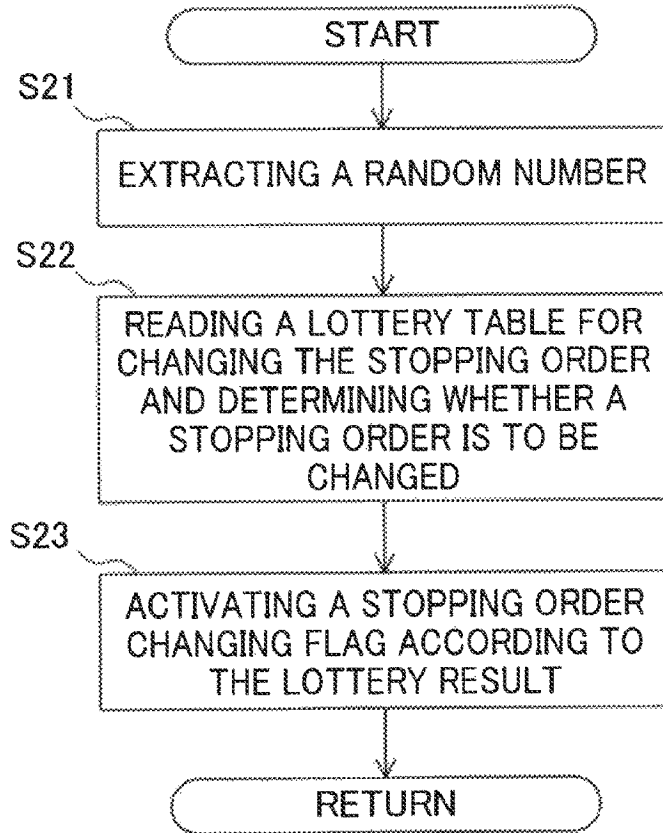 START
S21
EXTRACTING A RANDOM NUMBER
S22
READING A LOTTERY TABLE FOR
CHANGING THE STOPPING ORDER
AND DETERMINING WHETHER A
STOPPING ORDER IS TO BE
CHANGED
S23
ACTIVATING A STOPPING ORDER
CHANGING FLAG ACCORDING TO
THE LOTTERY RESULT
RETURN